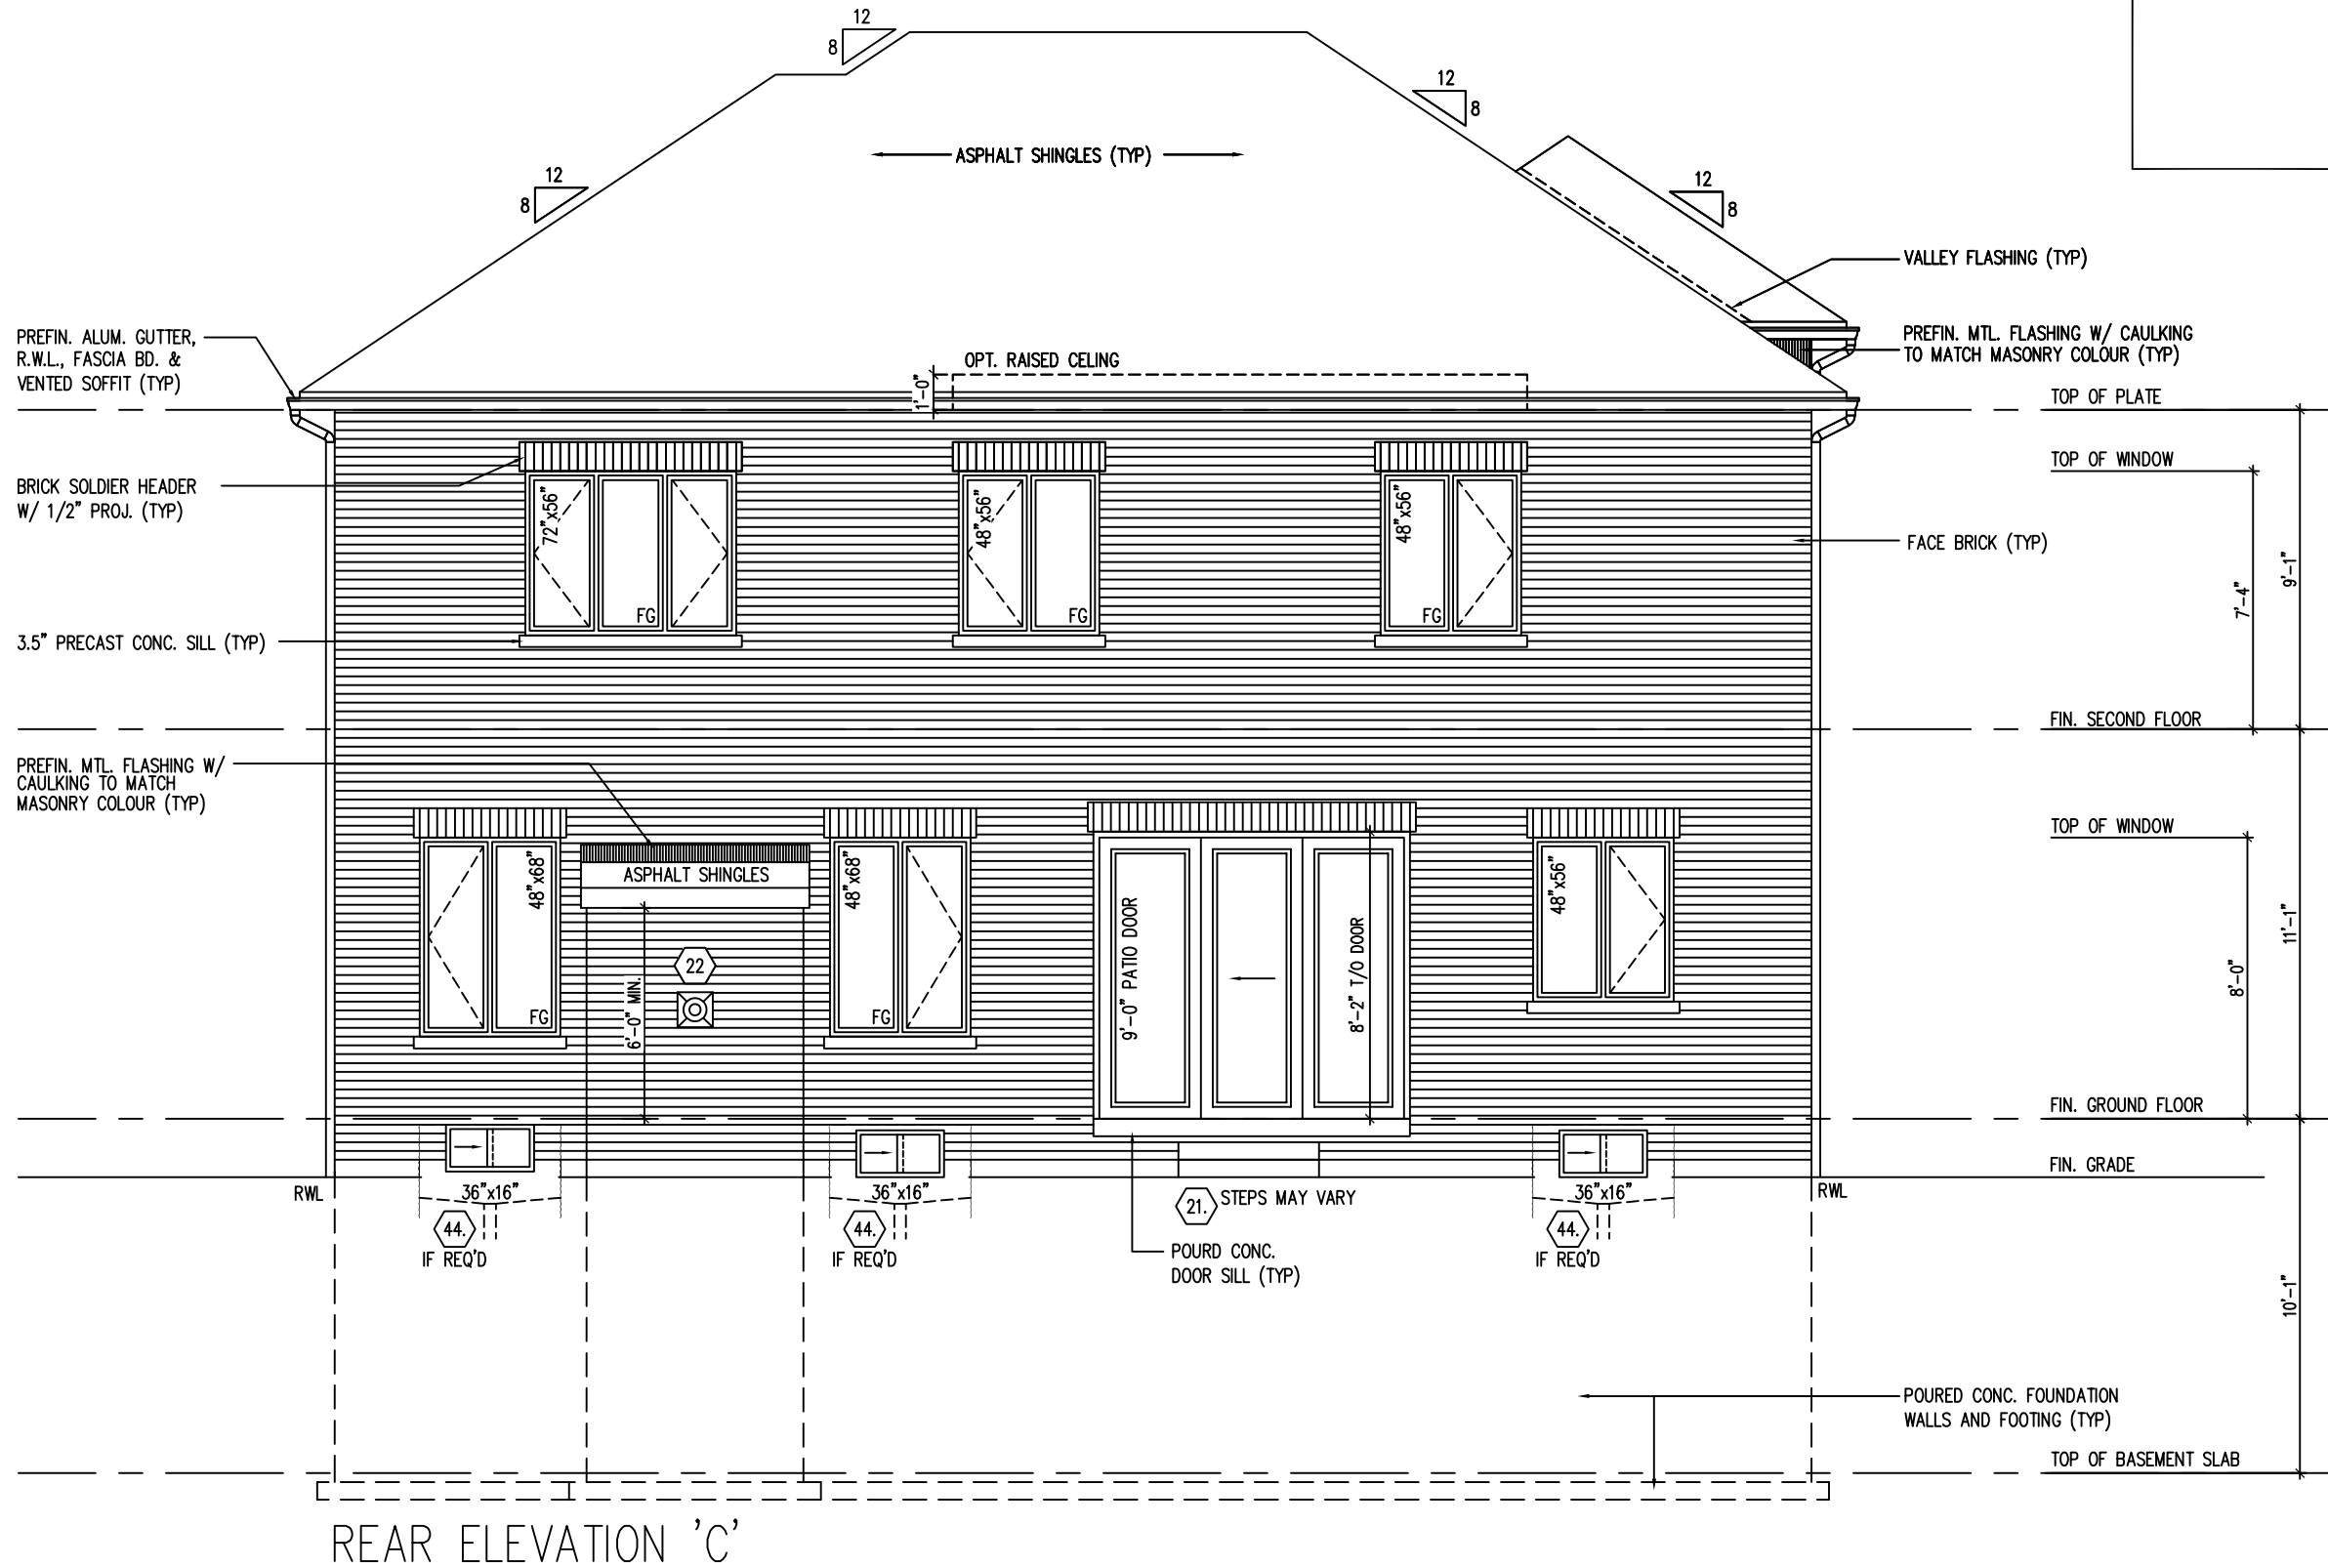 12
8
12
8
12
8
12
8
ASPHALT SHINGLES (TYP)
VALLEY FLASHING (TYP)
PREFIN. MTL. FLASHING W/ CAULKING
TO MATCH MASONRY COLOUR (TYP)
PREFIN. ALUM. GUTTER,
R.W.L., FASCIA BD. &
VENTED SOFFIT (TYP)
OPT. RAISED CELING
1'-0"
TOP OF PLATE
TOP OF WINDOW
BRICK SOLDIER HEADER
W/ 1/2" PROJ. (TYP)
72"x56"
FG
48"x56"
FG
48"x56"
FG
FACE BRICK (TYP)
7'-4"
9'-1"
3.5" PRECAST CONC. SILL (TYP)
FIN. SECOND FLOOR
PREFIN. MTL. FLASHING W/
CAULKING TO MATCH
MASONRY COLOUR (TYP)
TOP OF WINDOW
48"x68"
FG
ASPHALT SHINGLES
22
6'-0" MIN.
48"x68"
FG
9'-0" PATIO DOOR
8'-2" T/O DOOR
48"x56"
8'-0"
11'-1"
FIN. GROUND FLOOR
FIN. GRADE
RWL
36"x16"
44.
IF REQ'D
36"x16"
44.
IF REQ'D
21.
STEPS MAY VARY
POURD CONC.
DOOR SILL (TYP)
36"x16"
44.
IF REQ'D
RWL
10'-1"
POURED CONC. FOUNDATION
WALLS AND FOOTING (TYP)
TOP OF BASEMENT SLAB
REAR ELEVATION 'C'